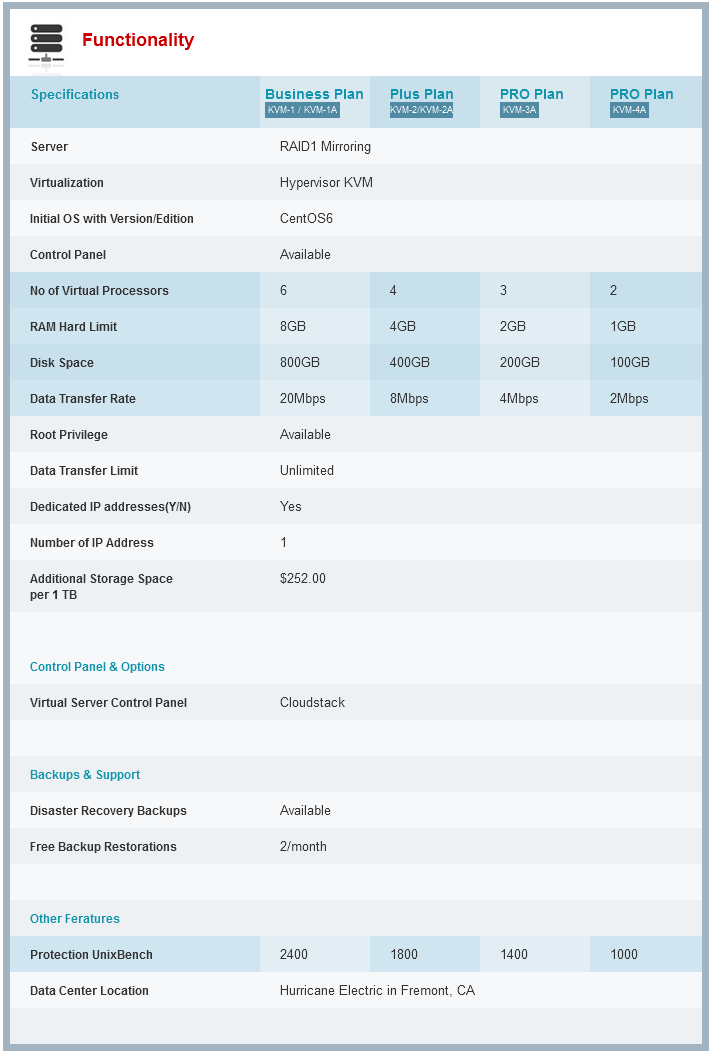 Functionality
Specifications Business Plan Plus Plan PRO Plan PRO Plan
KVM-1 / KVM-1A KVM-2/KVM-2A KVM-3A KVM-4A
Server RAID1 Mirroring
Virtualization Hypervisor KVM
Initial OS with Version/Edition CentOS6
Control Panel Available
No of Virtual Processors 6 4 3 2
RAM Hard Limit 8GB 4GB 2GB 1GB
Disk Space 800GB 400GB 200GB 100GB
Data Transfer Rate 20Mbps 8Mbps 4Mbps 2Mbps
Root Privilege Available
Data Transfer Limit Unlimited
Dedicated IP addresses(Y/N) Yes
Number of IP Address 1
Additional Storage Space $252.00
per 1 TB
Control Panel & Options
Virtual Server Control Panel Cloudstack
Backups & Support
Disaster Recovery Backups Available
Free Backup Restorations 2/month
Other Feratures
Protection UnixBench 2400 1800 1400 1000
Data Center Location Hurricane Electric in Fremont, CA